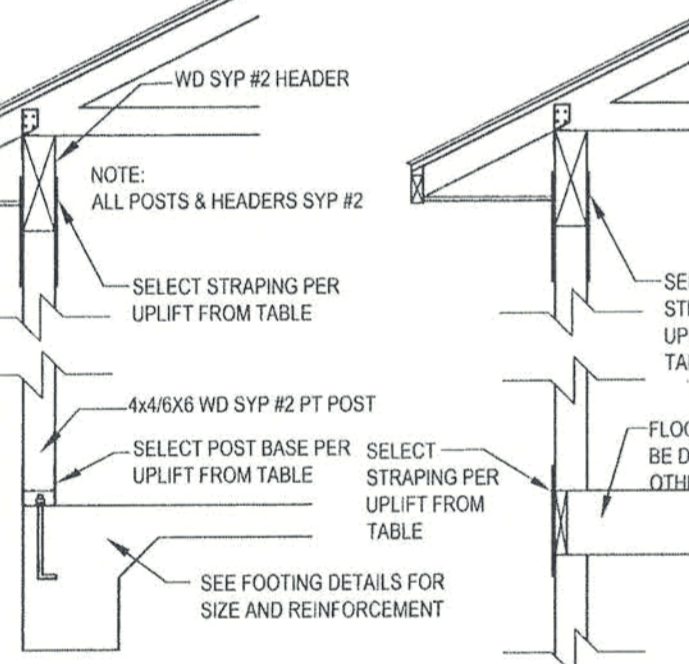 WD SYP #2 HEADER
NOTE:
ALL POSTS & HEADERS SYP #2
SELECT STRAPING PER
UPLIFT FROM TABLE
4x4/6X6 WD SYP #2 PT POST
SELECT POST BASE PER
UPLIFT FROM TABLE
SEE FOOTING DETAILS FOR
SIZE AND REINFORCEMENT
SELECT
STRAPING PER
UPLIFT FROM
TABLE
UP
BE D